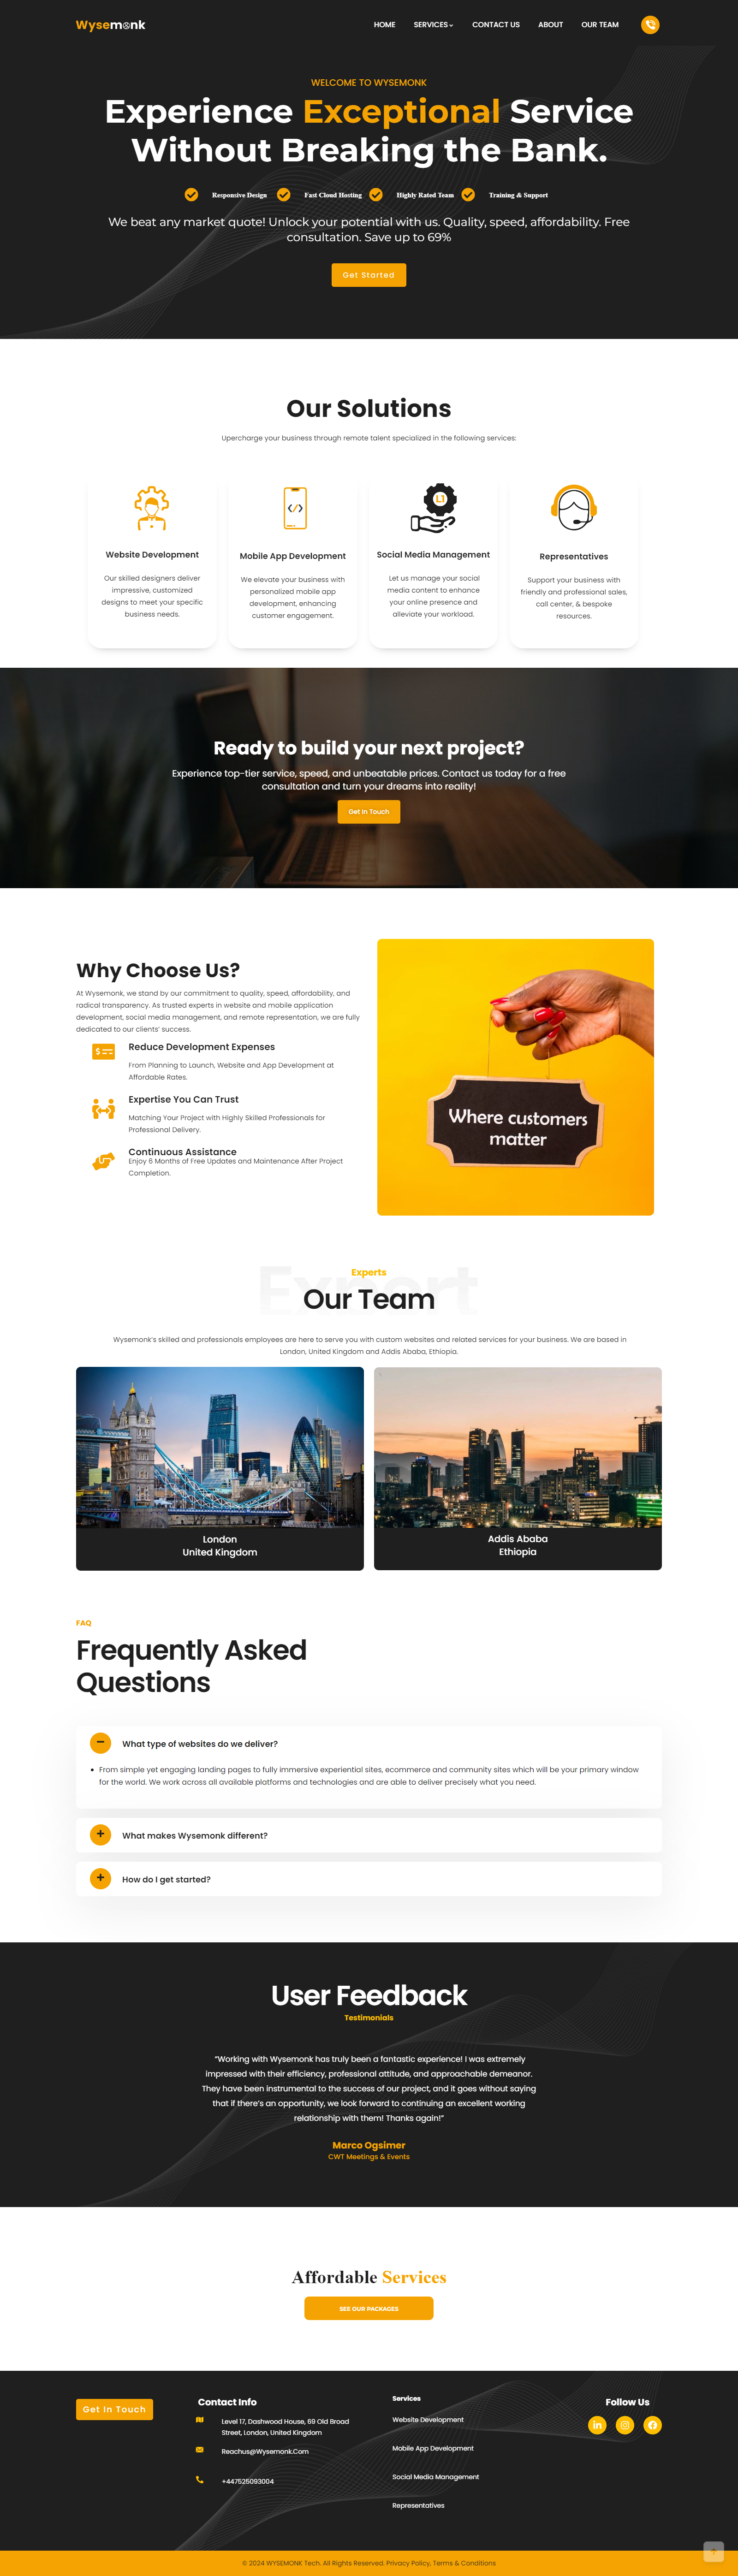 Wysemonk
HOME SERVICES CONTACT US ABOUT OUR TEAM
WELCOME TO WYSEMONK
Experience Exceptional Service
Without Breaking the Bank.
Responsive Design Fast Cloud Hosting Highly Rated Team Training & Support
We beat any market quote! Unlock your potential with us. Quality, speed, affordability. Free
consultation. Save up to 69%
Get Started
Our Solutions
Upercharge your business through remote talent specialized in the following services:
Website Development
Our skilled designers deliver
impressive, customized
designs to meet your specific
business needs.
Mobile App Development
We elevate your business with
personalized mobile app
development, enhancing
customer engagement.
L1
Social Media Management
Let us manage your social
media content to enhance
your online presence and
alleviate your workload.
Representatives
Support your business with
friendly and professional sales,
call center, & bespoke
resources.
Ready to build your next project?
Experience top-tier service, speed, and unbeatable prices. Contact us today for a free
consultation and turn your dreams into reality!
Get In Touch
Why Choose Us?
At Wysemonk, we stand by our commitment to quality, speed, affordability, and
radical transparency. As trusted experts in website and mobile application
development, social media management, and remote representation, we are fully
dedicated to our clients' success.
Reduce Development Expenses
From Planning to Launch, Website and App Development at
Affordable Rates.
Expertise You Can Trust
Matching Your Project with Highly Skilled Professionals for
Professional Delivery.
Continuous Assistance
Enjoy 6 Months of Free Updates and Maintenance After Project
Completion.
Where customers
matter
Expert
Experts
Our Team
Wysemonk's skilled and professionals employees are here to serve you with custom websites and related services for your business. We are based in
London, United Kingdom and Addis Ababa, Ethiopia.
London
United Kingdom
Addis Ababa
Ethiopia
FAQ
Frequently Asked
Questions
What type of websites do we deliver?
• From simple yet engaging landing pages to fully immersive experiential sites, ecommerce and community sites which will be your primary window
for the world. We work across all available platforms and technologies and are able to deliver precisely what you need.
What makes Wysemonk different?
How do I get started?
User Feedback
Testimonials
“Working with Wysemonk has truly been a fantastic experience! I was extremely
impressed with their efficiency, professional attitude, and approachable demeanor.
They have been instrumental to the success of our project, and it goes without saying
that if there's an opportunity, we look forward to continuing an excellent working
relationship with them! Thanks again!”
Marco Ogsimer
CWT Meetings & Events
Affordable Services
SEE OUR PACKAGES
Get In Touch
Contact Info
Level 17, Dashwood House, 69 Old Broad
Street, London, United Kingdom
Reachus@Wysemonk.Com
+447525093004
Services
Website Development
Mobile App Development
Social Media Management
Representatives
Follow Us
© 2024 WYSEMONK Tech. All Rights Reserved. Privacy Policy, Terms & Conditions